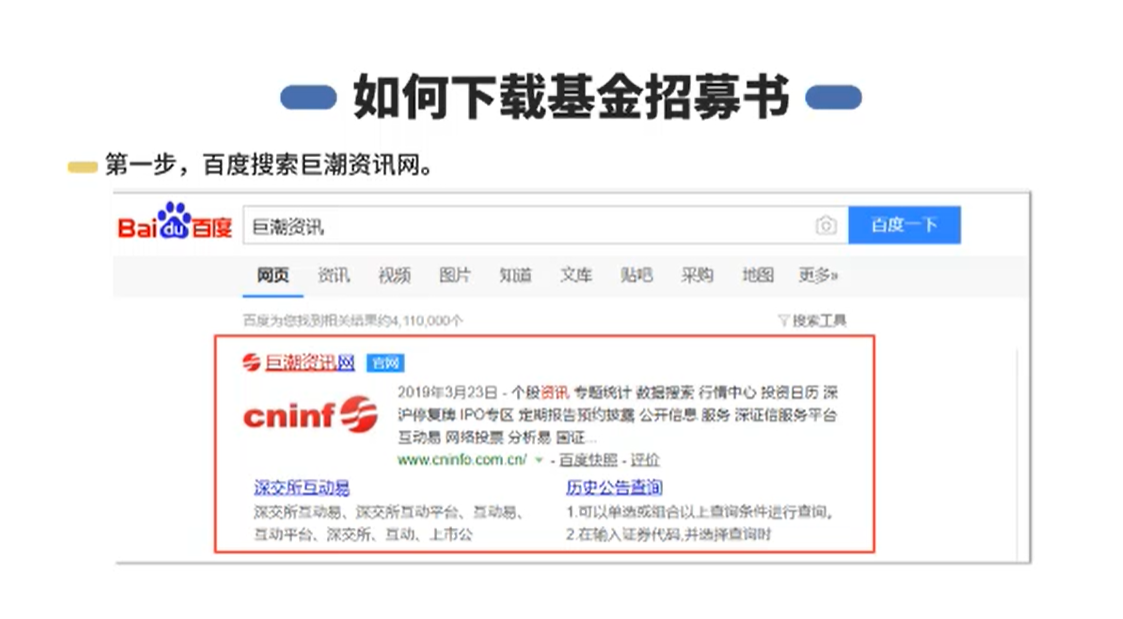 如何下载基金招募书
第一步，百度搜索巨潮资讯网。
Bai du 百度
巨潮资讯
百度一下
网页 资讯 视频 图片 知道 文库 贴吧 采购 地图 更多»
百度为您找到相关结果约4,110,000个
搜索工具
巨潮资讯网 官网
cninf
2019年3月23日 - 个股资讯 专题统计 数据搜索 行情中心 投资日历 深
沪停复牌 IPO专区 定期报告预约披露 公开信息 服务 深证信服务平台
互动易 网络投票 分析易 国证...
www.cninfo.com.cn/ - 百度快照 - 评价
深交所互动易
深交所互动易、深交所互动平台、互动易、
互动平台、深交所、互动、上市公
历史公告查询
1.可以单选或组合以上查询条件进行查询。
2.在输入证券代码,并选择查询时